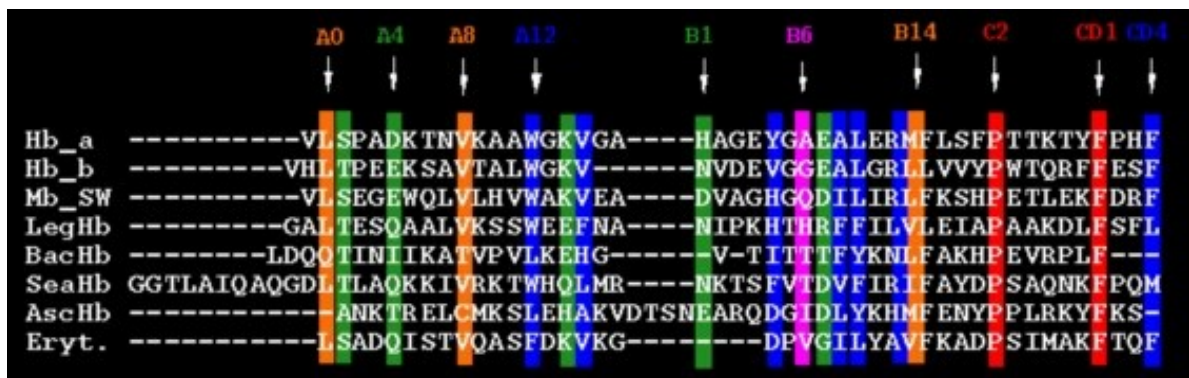 A0 A4 A8 A12 B1 B6 B14 C2 CD1 CD4
Hb_a ----------VLSPADKTNVKAAWGKVGA----HAGEYGAEALERMFLSFPTTKTYFPHF
Hb_b ---------VHLTPEEKSAVTALWGKV------NVDEVGGEALGRLLVVYPWTQRFFESF
Mb_SW ----------VLSEGEWQLVLHVWAKVEA----DVAGHGQDILIRLFKSHPETLEKFDRF
LegHb ---------GALTESQAALVKSSWEEFNA----NIPKHTHRFFILVLEIAPAAKDLFSFL
BacHb --------LDQQTINIIKATVPVLKEHG------V-TITTTFYKNLFAKHPEVRPLF---
SeaHb GGTLAIQAQGDLTLAQKKIVRKTWHQLMR----NKTSFVTDVFIRIFAYDPSAQNKFPQM
AscHb ------------ANKTRELCMKSLEHAKVDTSNEARQDGIDLYKHMFENYPPLRKYFKS-
Eryt. -----------LSADQISTVQASFDKVKG--------DPVGILYAVFKADPSIMAKFTQF